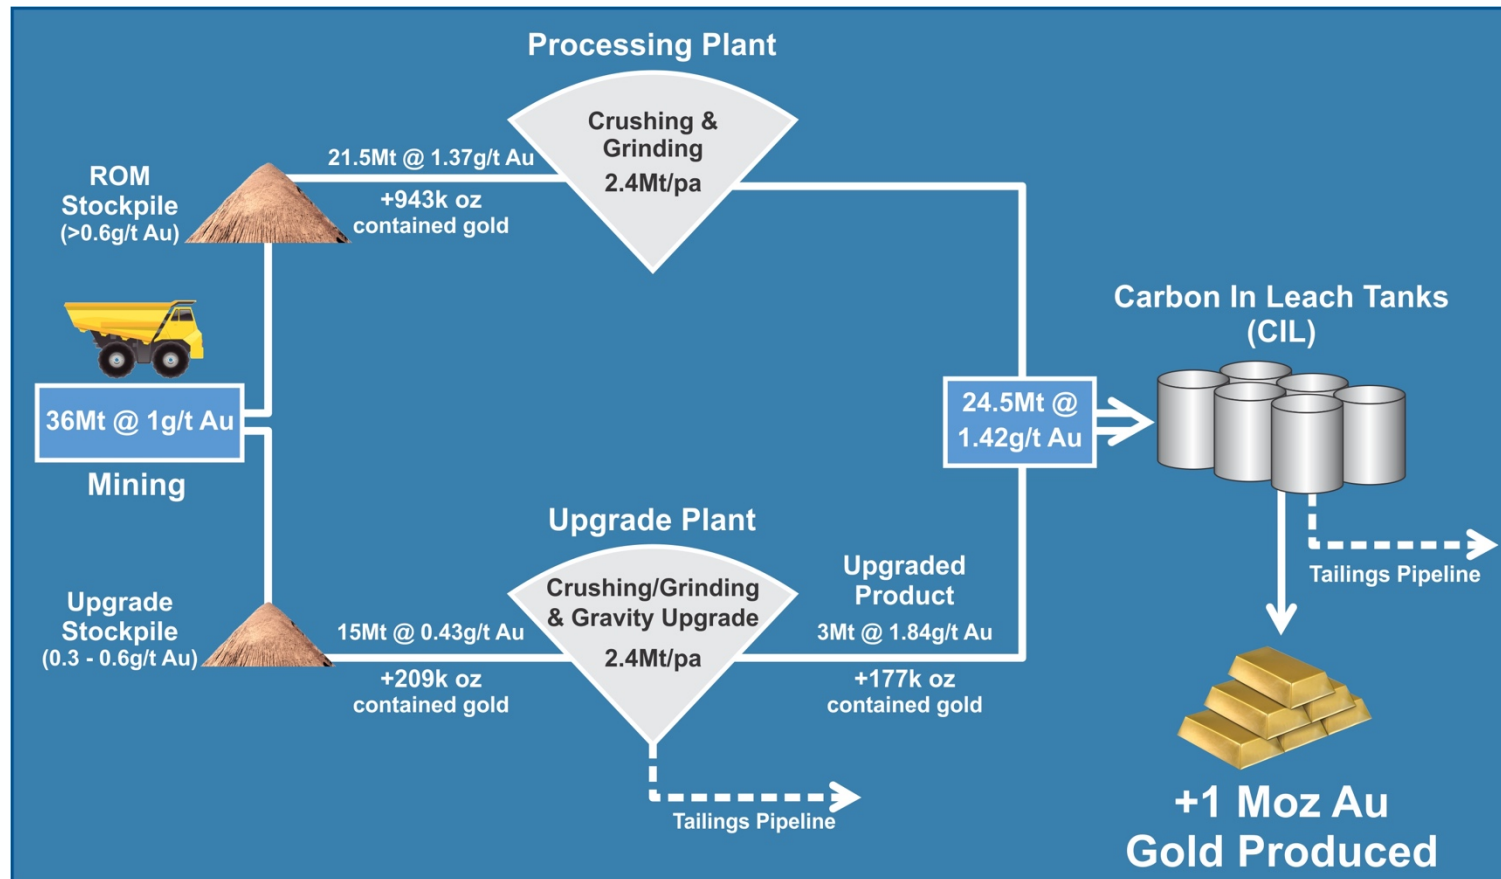 Processing Plant
Crushing &
Grinding
2.4Mt/pa
21.5Mt @ 1.37g/t Au
+943k oz
contained gold
ROM
Stockpile
(>0.6g/t Au)
36Mt @ 1g/t Au
Mining
Carbon In Leach Tanks
(CIL)
24.5Mt @
1.42g/t Au
Upgrade Plant
Crushing/Grinding
& Gravity Upgrade
2.4Mt/pa
Upgrade
Stockpile
(0.3 - 0.6g/t Au)
15Mt @ 0.43g/t Au
+209k oz
contained gold
Upgraded
Product
3Mt @ 1.84g/t Au
+177k oz
contained gold
Tailings Pipeline
Tailings Pipeline
+1 Moz Au
Gold Produced